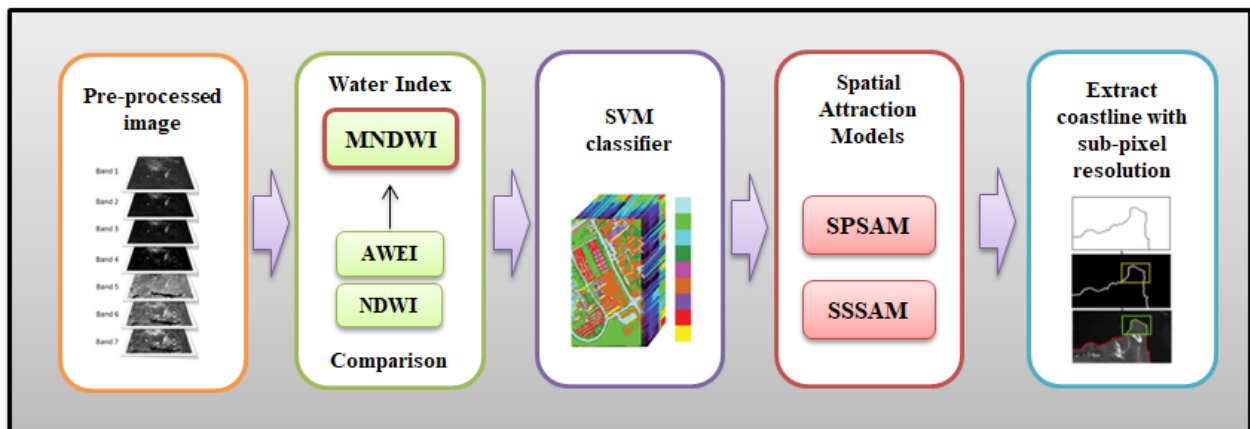 Pre-processed
image
Band 1
Band 2
Band 3
Band 4
Band 5
Band 6
Band 7
Water Index
MNDWI
AWEI
NDWI
Comparison
SVM
classifier
Spatial
Attraction
Models
SPSAM
SSSAM
Extract
coastline with
sub-pixel
resolution